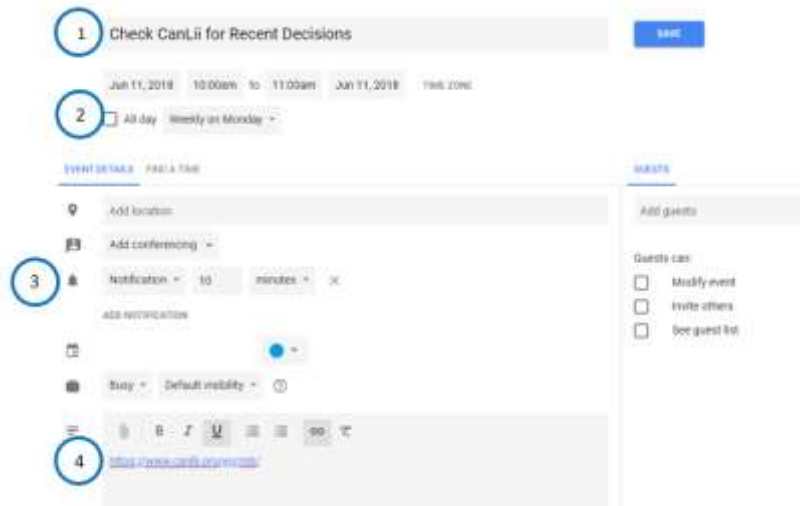 1 Check CanLii for Recent Decisions SAVE
Jun 11, 2018 10:00am to 11:00am Jun 11, 2018 TIME ZONE
2 All day Weekly on Monday
EVENT DETAILS FIND A TIME GUESTS
Add location Add guests
Add conferencing
Guests can:
3 Notification 10 minutes × Modify event
Invite others
ADD NOTIFICATION
See guest list
Busy Default visibility ?
B I U
4